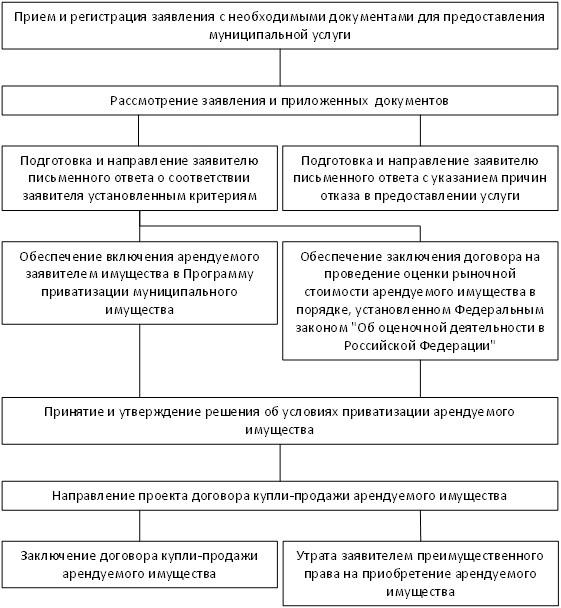 Прием и регистрация заявления с необходимыми документами для предоставления
муниципальной услуги
Рассмотрение заявления и приложенных документов
Подготовка и направление заявителю
письменного ответа о соответствии
заявителя установленным критериям
Подготовка и направление заявителю
письменного ответа с указанием причин
отказа в предоставлении услуги
Обеспечение включения арендуемого
заявителем имущества в Программу
приватизации муниципального
имущества
Обеспечение заключения договора на
проведение оценки рыночной
стоимости арендуемого имущества в
порядке, установленном Федеральным
законом "Об оценочной деятельности в
Российской Федерации"
Принятие и утверждение решения об условиях приватизации арендуемого
имущества
Направление проекта договора купли-продажи арендуемого имущества
Заключение договора купли-продажи
арендуемого имущества
Утрата заявителем преимущественного
права на приобретение арендуемого
имущества